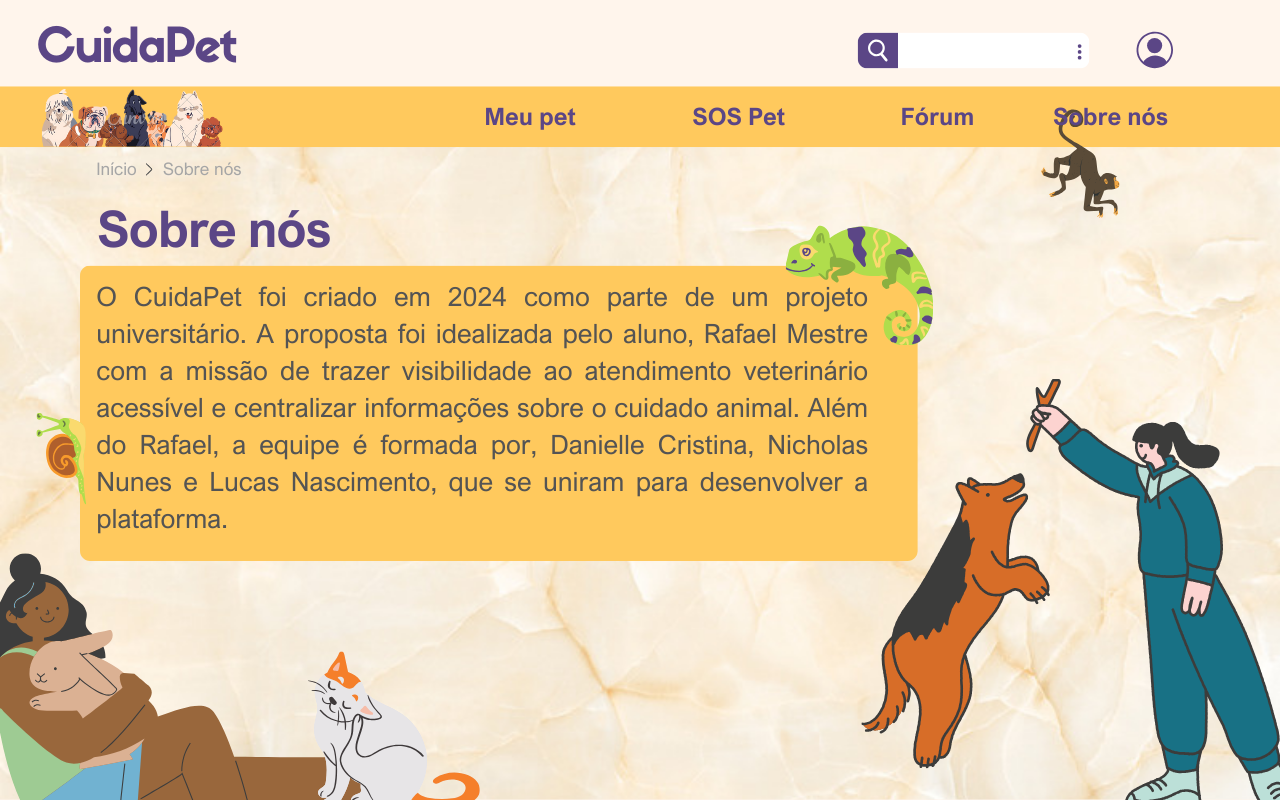 CuidaPet
Meu pet
SOS Pet
Fórum
Sobre nós
Início
Sobre nós
Sobre nós
O CuidaPet foi criado em 2024 como parte de um projeto
universitário. A proposta foi idealizada pelo aluno, Rafael Mestre
com a missão de trazer visibilidade ao atendimento veterinário
acessível e centralizar informações sobre o cuidado animal. Além
do Rafael, a equipe é formada por, Danielle Cristina, Nicholas
Nunes e Lucas Nascimento, que se uniram para desenvolver a
plataforma.